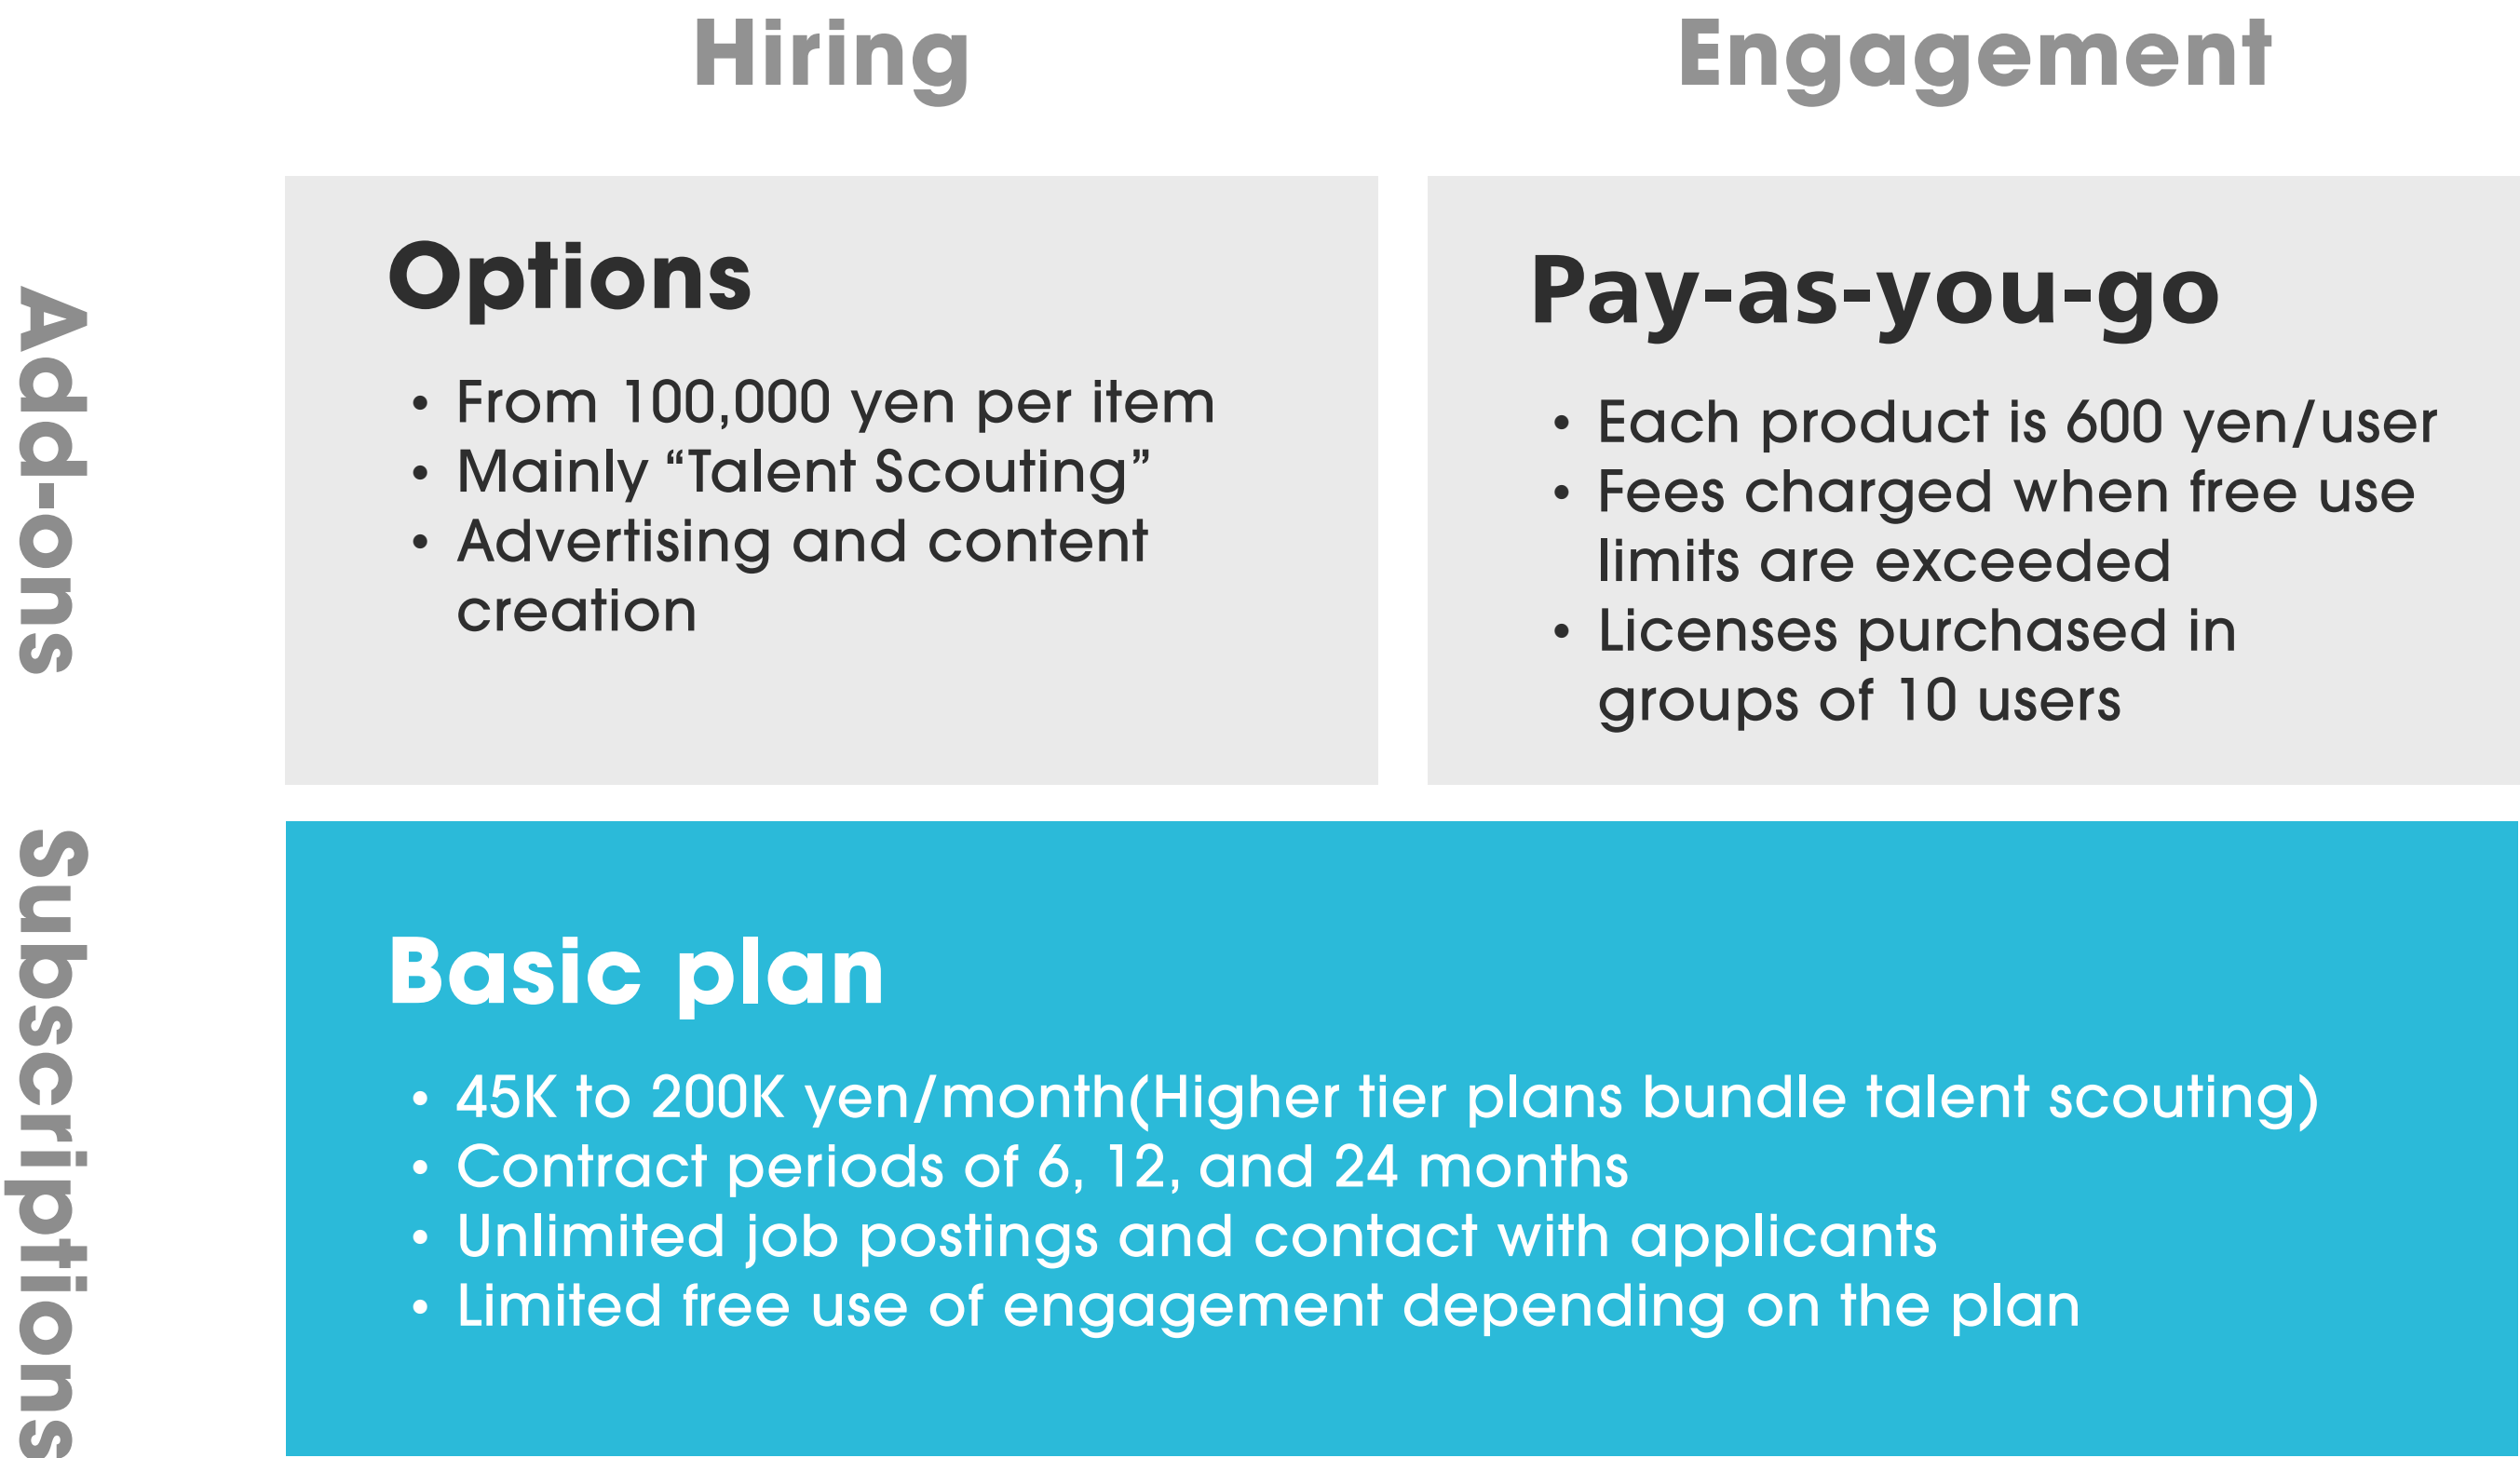 Hiring
Engagement
Add-ons
Options
• From 100,000 yen per item
• Mainly “Talent Scouting”
• Advertising and content
creation
Pay-as-you-go
• Each product is 600 yen/user
• Fees charged when free use
limits are exceeded
• Licenses purchased in
groups of 10 users
Subscriptions
Basic plan
• 45K to 200K yen/month(Higher tier plans bundle talent scouting)
• Contract periods of 6, 12, and 24 months
• Unlimited job postings and contact with applicants
• Limited free use of engagement depending on the plan